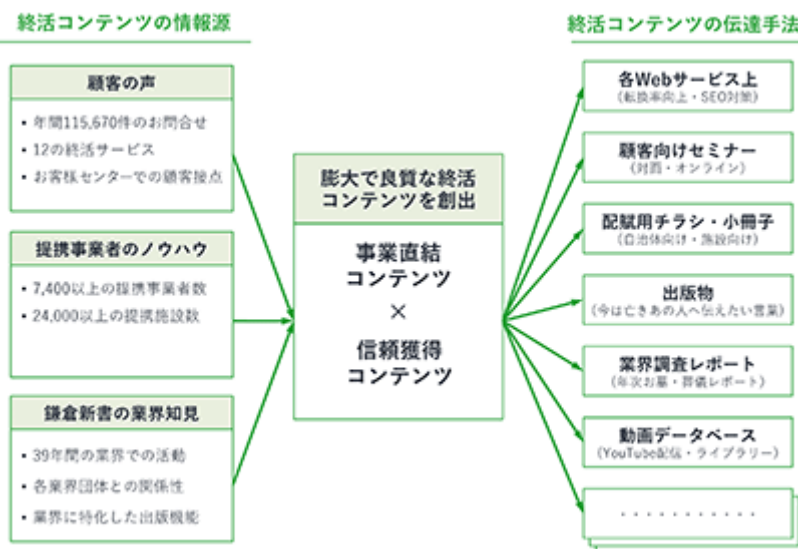 終活コンテンツの情報源
顧客の声
• 年間115,670件のお問合せ
• 12の終活サービス
• お客様センターでの顧客接点
提携事業者のノウハウ
• 7,400以上の提携事業者数
• 24,000以上の提携施設数
鎌倉新書の業界知見
• 39年間の業界での活動
• 各業界団体との関係性
• 業界に特化した出版機能
膨大で良質な終活
コンテンツを創出
事業直結
コンテンツ
×
信頼獲得
コンテンツ
終活コンテンツの伝達手法
各Webサービス上
(転換率向上・SEO対策)
顧客向けセミナー
(対面・オンライン)
配賦用チラシ・小冊子
(自治体向け・施設向け)
出版物
(今は亡きあの人へ伝えたい言葉)
業界調査レポート
(年次お墓・葬儀レポート)
動画データベース
(YouTube配信・ライブラリー)
・・・・・・・・・・・